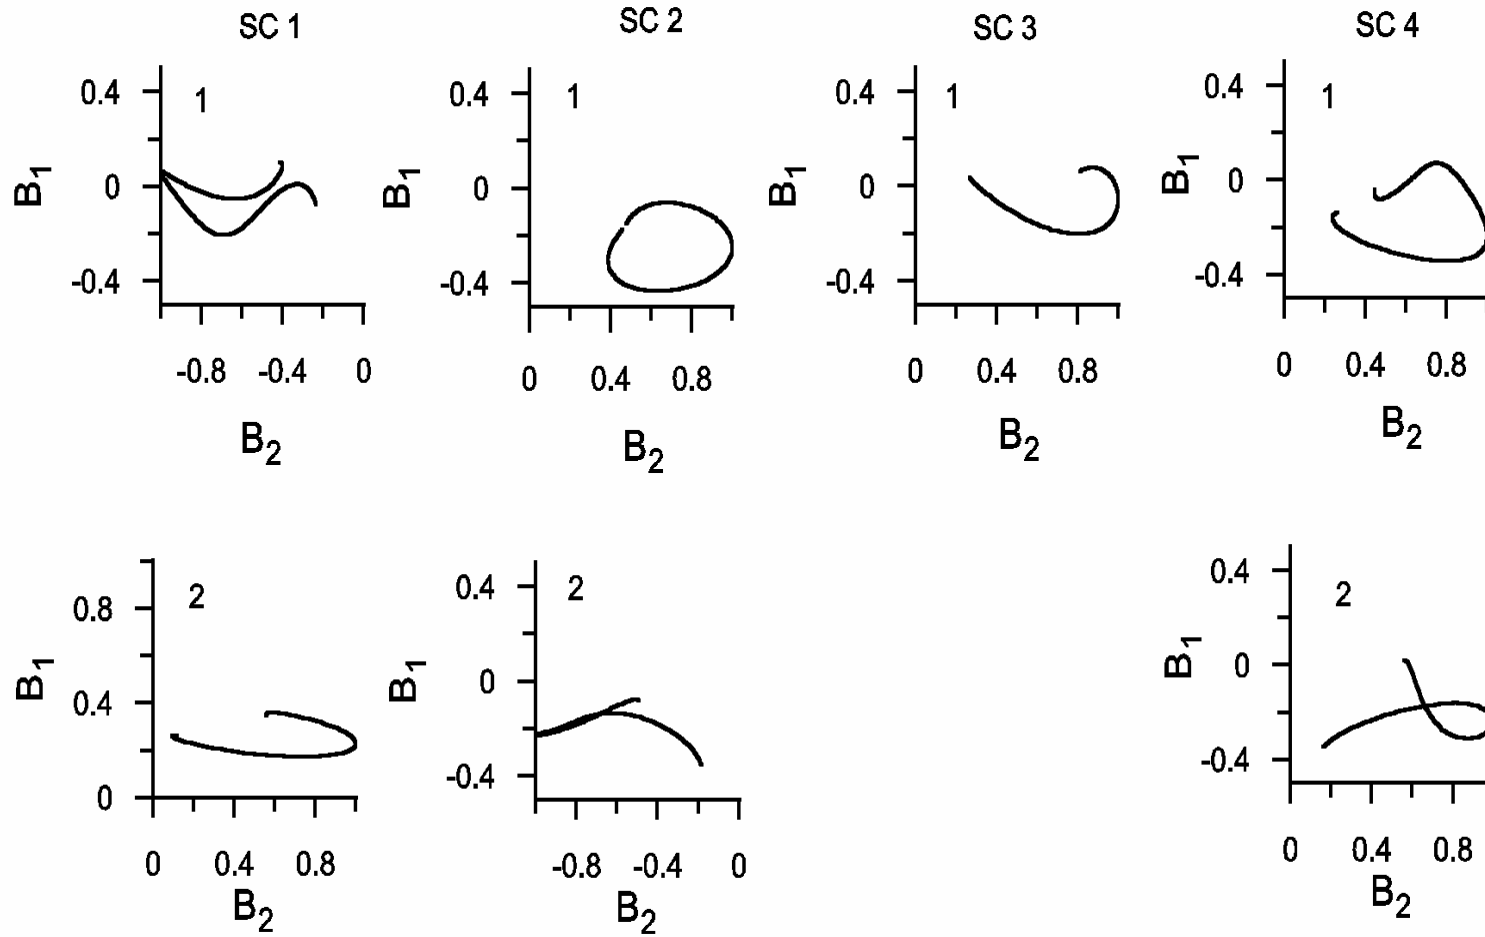 SC 1 SC 2 SC 3 SC 4
0.4 1 0.4 1 0.4 1 0.4 1
B1 0 B1 0 B1 0 B1 0
-0.4 -0.4 -0.4 -0.4
-0.8 -0.4 0 0 0.4 0.8 0 0.4 0.8 0 0.4 0.8
B2 B2 B2 B2
0.8 2 0.4 2 0.4 2
B1 0.4 B1 0 B1 0
0 -0.4 -0.4
0 0.4 0.8 -0.8 -0.4 0 0 0.4 0.8
B2 B2 B2